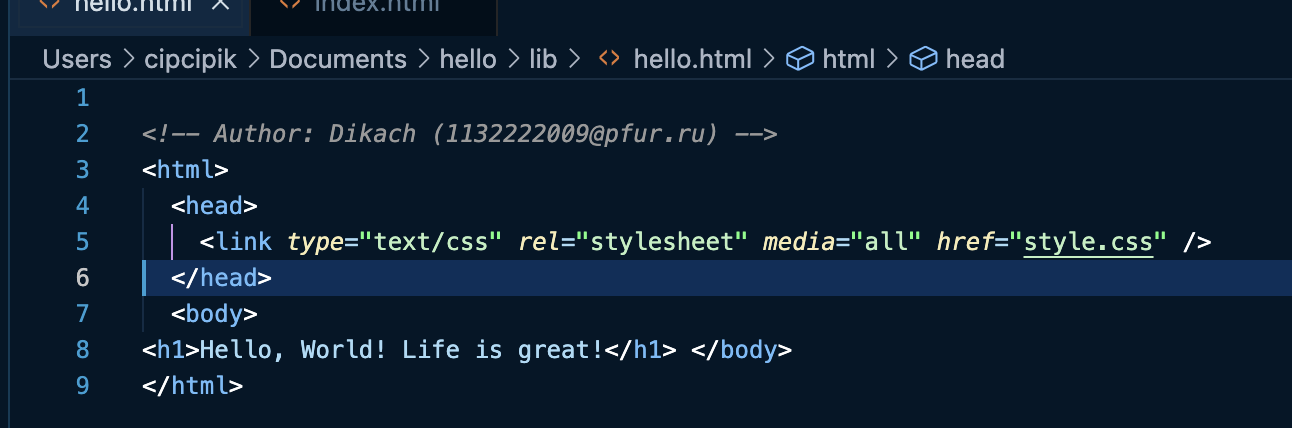 hello.html × index.html
Users > cipcipik > Documents > hello > lib > <> hello.html > html > head
1
2 <!-- Author: Dikach (1132222009@pfur.ru) -->
3 <html>
4 <head>
5 <link type="text/css" rel="stylesheet" media="all" href="style.css" />
6 </head>
7 <body>
8 <h1>Hello, World! Life is great!</h1> </body>
9 </html>